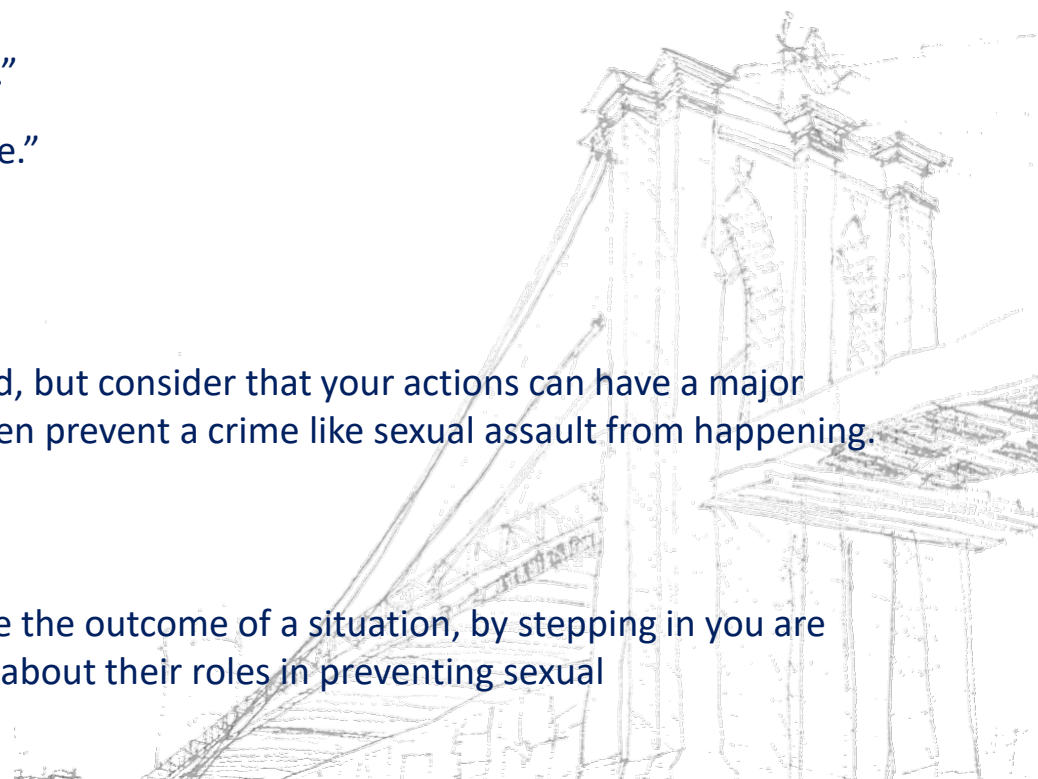 .”
e.”
d, but consider that your actions can have a major
en prevent a crime like sexual assault from happening.
e the outcome of a situation, by stepping in you are
about their roles in preventing sexual